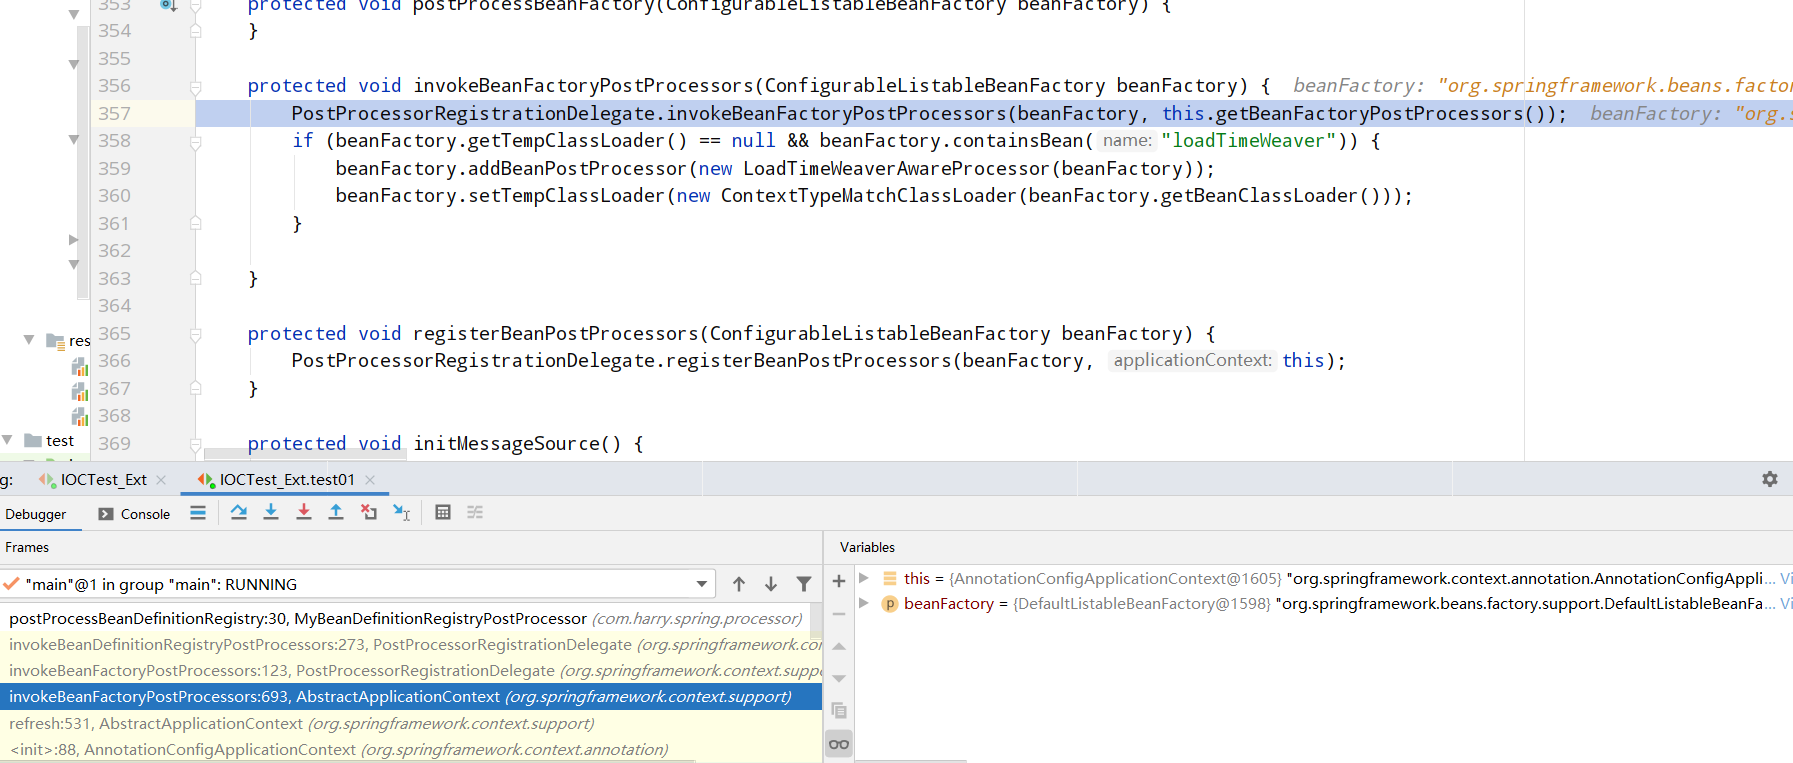 353 protected void postProcessBeanFactory(ConfigurableListableBeanFactory beanFactory) {
354 }
355
356 protected void invokeBeanFactoryPostProcessors(ConfigurableListableBeanFactory beanFactory) { beanFactory: "org.springframework.beans.factor
357 PostProcessorRegistrationDelegate.invokeBeanFactoryPostProcessors(beanFactory, this.getBeanFactoryPostProcessors()); beanFactory: "org.s
358 if (beanFactory.getTempClassLoader() == null && beanFactory.containsBean( name: "loadTimeWeaver")) {
359 beanFactory.addBeanPostProcessor(new LoadTimeWeaverAwareProcessor(beanFactory));
360 beanFactory.setTempClassLoader(new ContextTypeMatchClassLoader(beanFactory.getBeanClassLoader()));
361 }
362
363 }
364
res 365 protected void registerBeanPostProcessors(ConfigurableListableBeanFactory beanFactory) {
366 PostProcessorRegistrationDelegate.registerBeanPostProcessors(beanFactory, applicationContext: this);
367 }
368
test 369 protected void initMessageSource() {
g: IOCTest_Ext IOCTest_Ext.test01
Debugger Console
Frames
"main"@1 in group "main": RUNNING
postProcessBeanDefinitionRegistry:30, MyBeanDefinitionRegistryPostProcessor (com.harry.spring.processor)
invokeBeanDefinitionRegistryPostProcessors:273, PostProcessorRegistrationDelegate (org.springframework.con
invokeBeanFactoryPostProcessors:123, PostProcessorRegistrationDelegate (org.springframework.context.supp
invokeBeanFactoryPostProcessors:693, AbstractApplicationContext (org.springframework.context.support)
refresh:531, AbstractApplicationContext (org.springframework.context.support)
<init>:88, AnnotationConfigApplicationContext (org.springframework.context.annotation)
Variables
this = {AnnotationConfigApplicationContext@1605} "org.springframework.context.annotation.AnnotationConfigAppli... Vi
p beanFactory = {DefaultListableBeanFactory@1598} "org.springframework.beans.factory.support.DefaultListableBeanFa... Vi